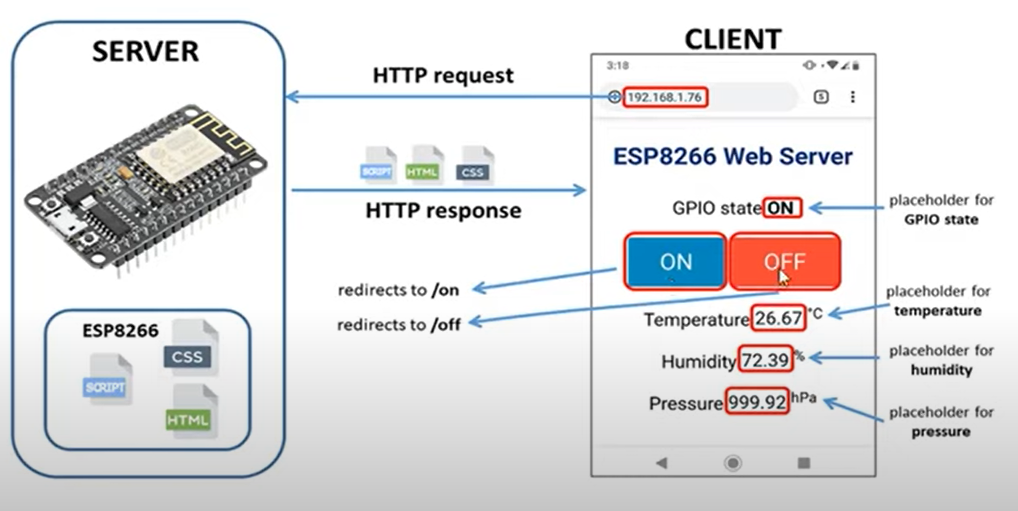 SERVER
CLIENT
HTTP request
3:18
192.168.1.76
5
SCRIPT
HTML
CSS
HTTP response
ESP8266 Web Server
GPIO state ON
placeholder for
GPIO state
ON
OFF
redirects to /on
redirects to /off
Temperature 26.67 °C
placeholder for
temperature
Humidity 72.39 %
placeholder for
humidity
Pressure 999.92 hPa
placeholder for
pressure
ESP8266
CSS
SCRIPT
HTML